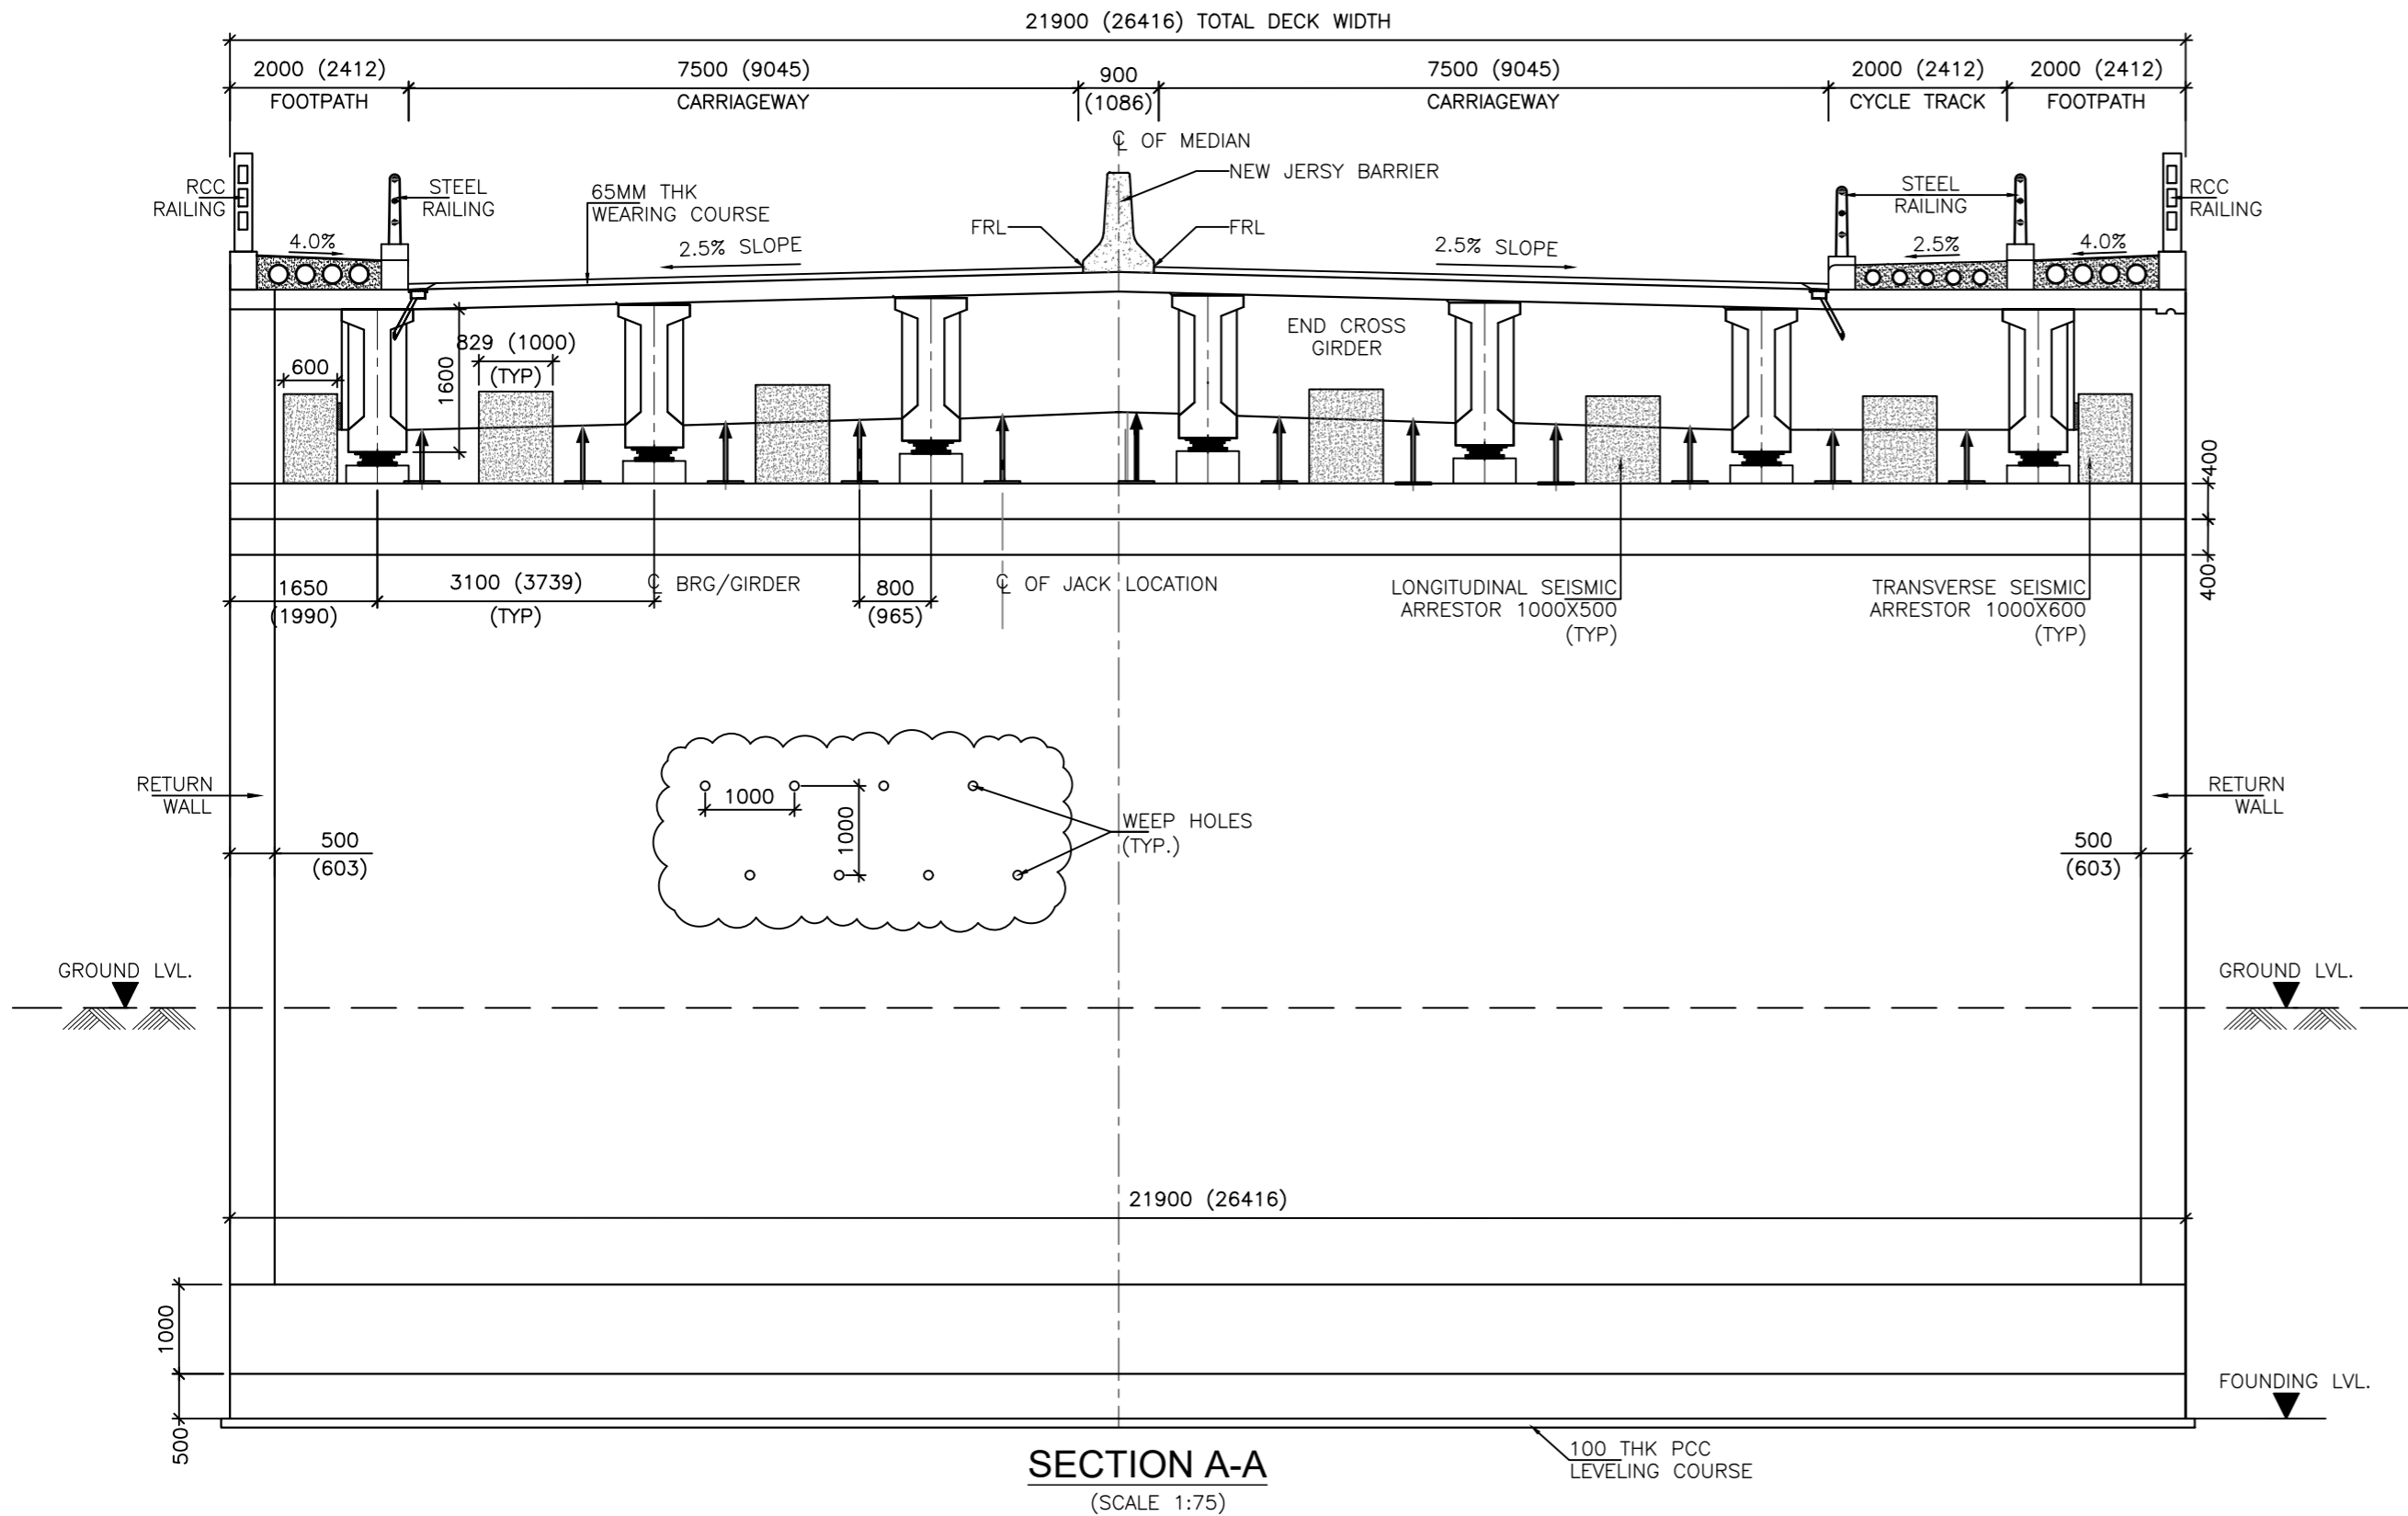 21900 (26416) TOTAL DECK WIDTH
2000 (2412)
FOOTPATH
7500 (9045)
CARRIAGEWAY
900
(1086)
7500 (9045)
CARRIAGEWAY
2000 (2412)
CYCLE TRACK
2000 (2412)
FOOTPATH
℄ OF MEDIAN
NEW JERSY BARRIER
RCC
RAILING
STEEL
RAILING
65MM THK
WEARING COURSE
FRL
FRL
STEEL
RAILING
RCC
RAILING
4.0%
2.5% SLOPE
2.5% SLOPE
2.5%
4.0%
600
829 (1000)
(TYP)
1600
END CROSS
GIRDER
400
400
1650
(1990)
3100 (3739)
(TYP)
℄ BRG/GIRDER
800
(965)
℄ OF JACK LOCATION
LONGITUDINAL SEISMIC
ARRESTOR 1000X500
(TYP)
TRANSVERSE SEISMIC
ARRESTOR 1000X600
(TYP)
RETURN
WALL
1000
1000
WEEP HOLES
(TYP.)
RETURN
WALL
500
(603)
500
(603)
GROUND LVL.
GROUND LVL.
21900 (26416)
1000
500
FOUNDING LVL.
100 THK PCC
LEVELING COURSE
SECTION A-A
(SCALE 1:75)